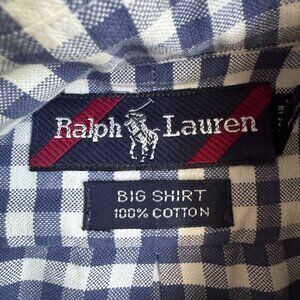 Ralph Lauren
BIG SHIRT
100% COTTON